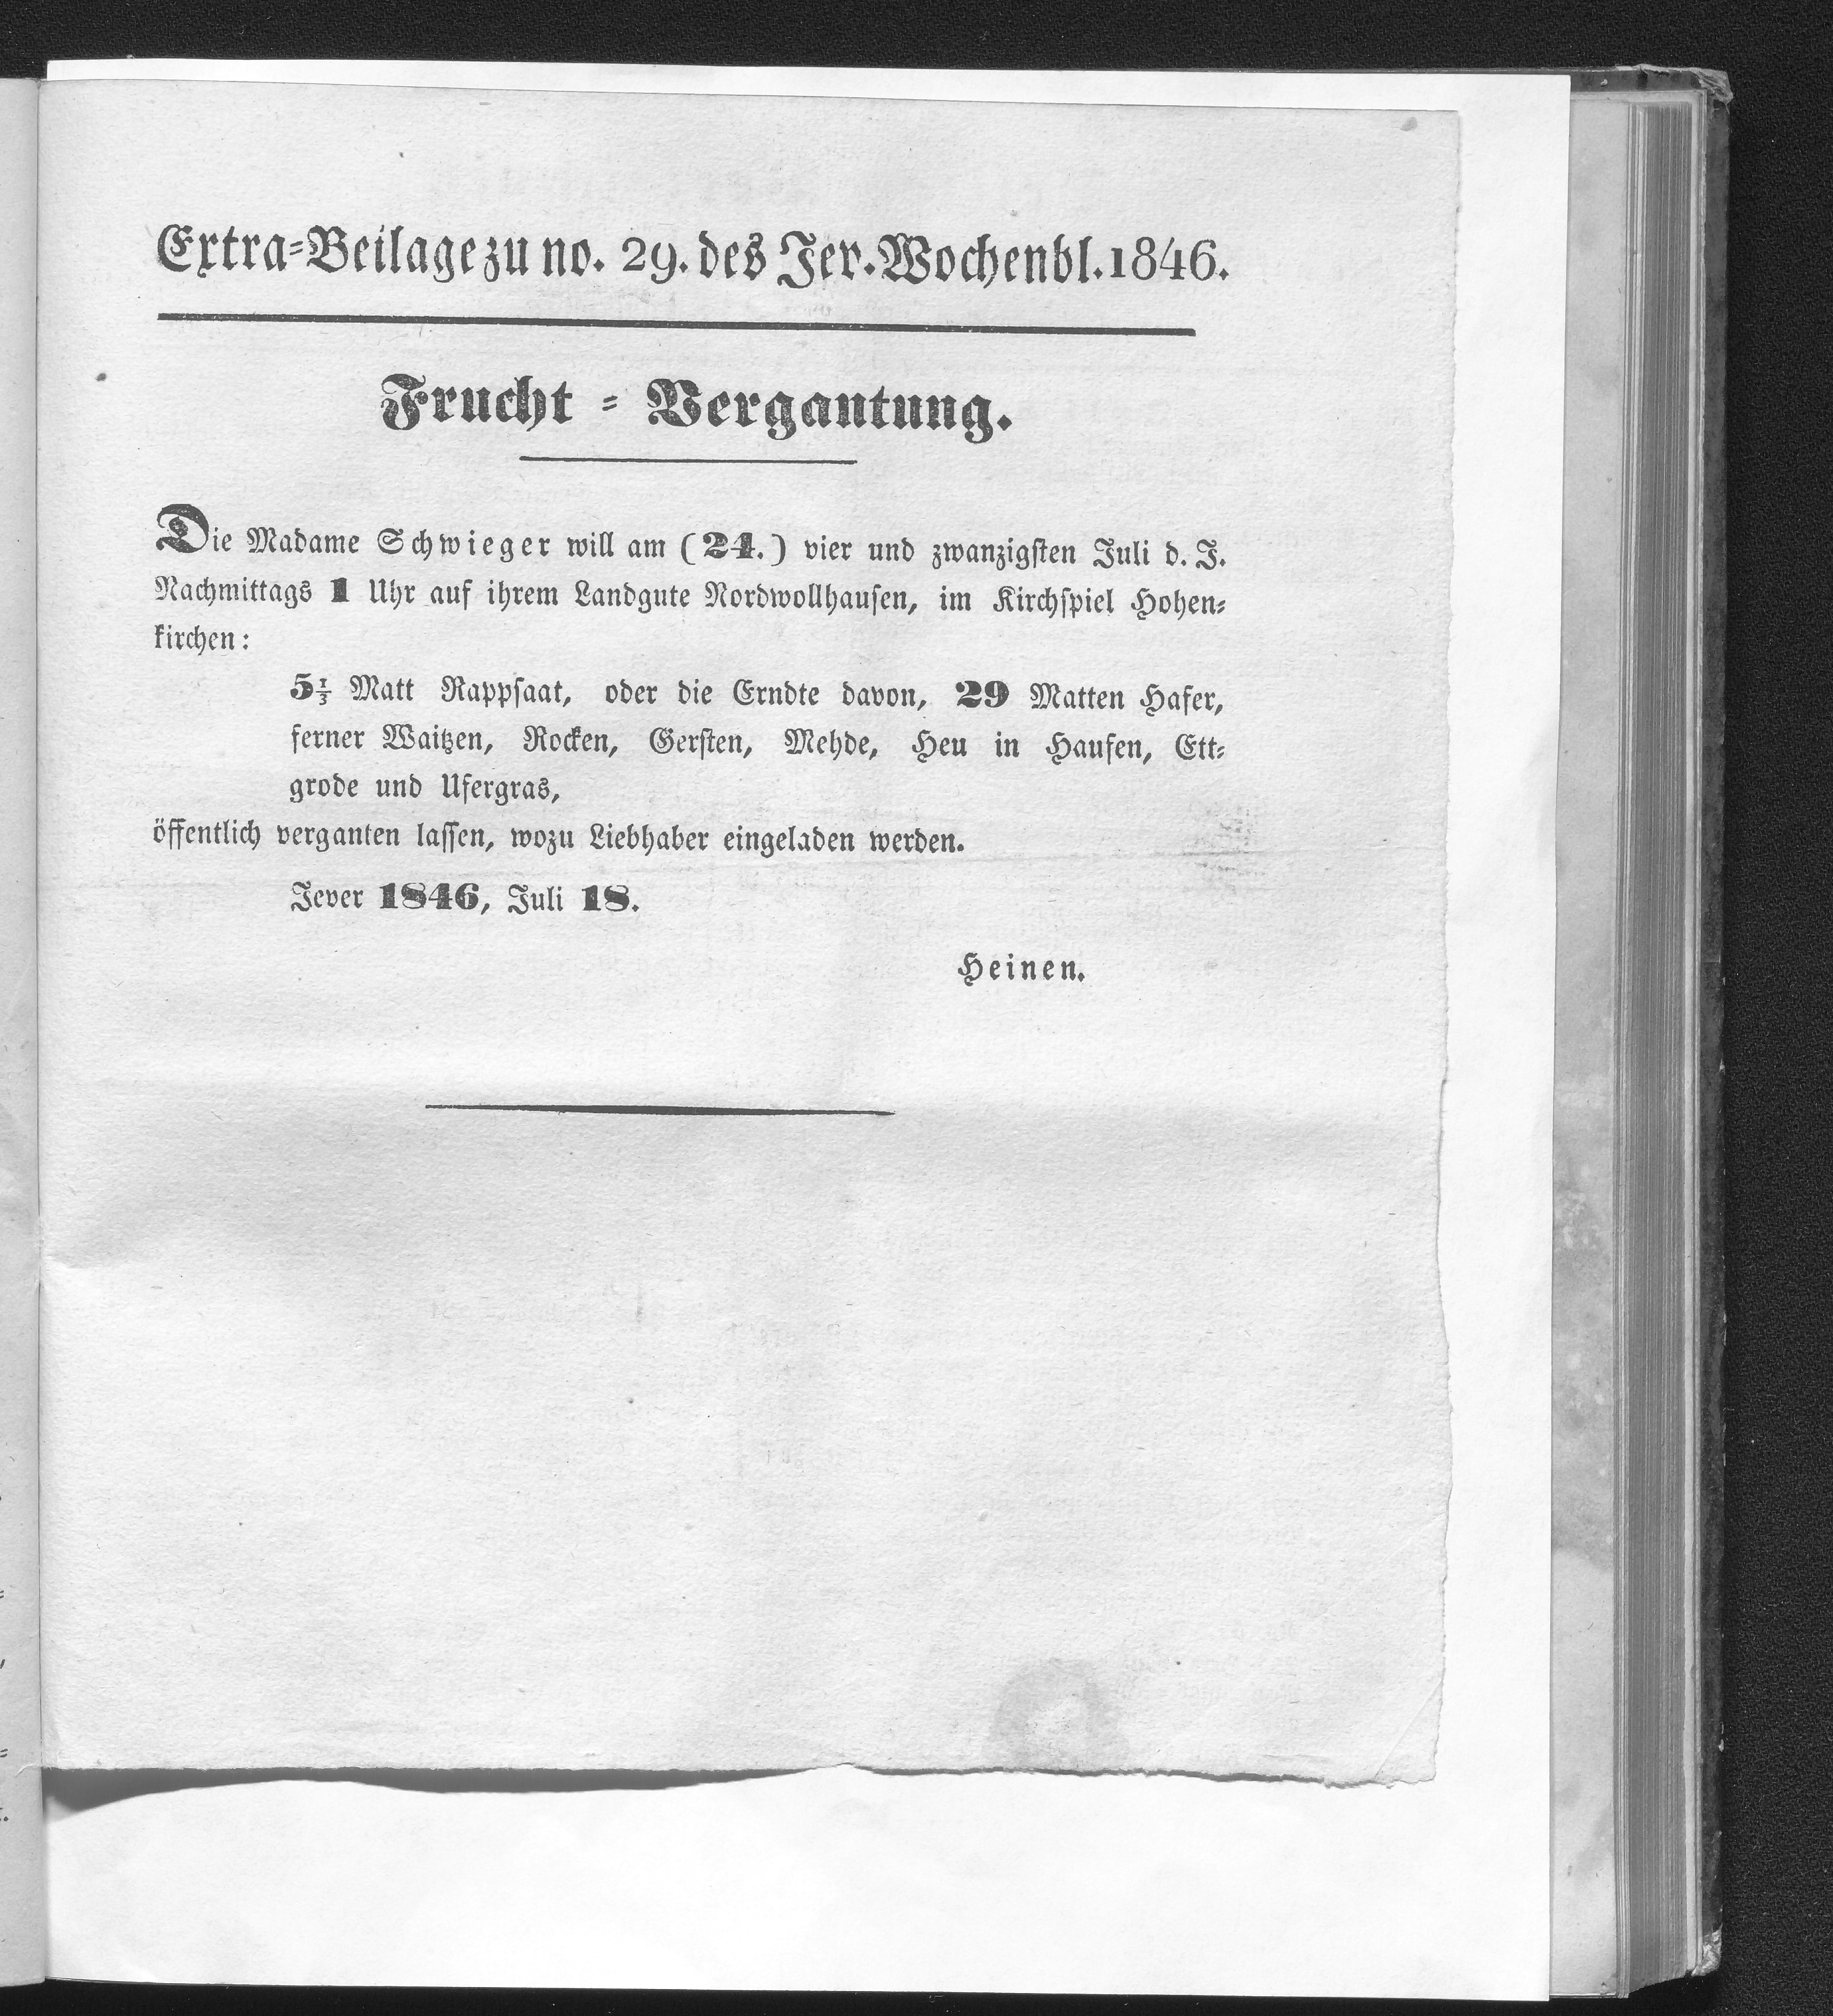 Extra-Beilage zu no. 29. des Jev. Wochenbl. 1846.
Frucht - Vergantung.
Die Madame Schwieger will am (24.) vier und zwanzigsten Juli d. J.
Nachmittags 1 Uhr auf ihrem Landgute Nordwollhausen, im Kirchspiel Hohen-
kirchen:
5⅓ Matt Rappsaat, oder die Erndte davon, 29 Matten Hafer,
ferner Waitzen, Rocken, Gersten, Mehde, Heu in Haufen, Ett-
grode und Ufergras,
öffentlich verganten lassen, wozu Liebhaber eingeladen werden.
Jever 1846, Juli 18.
Heinen.